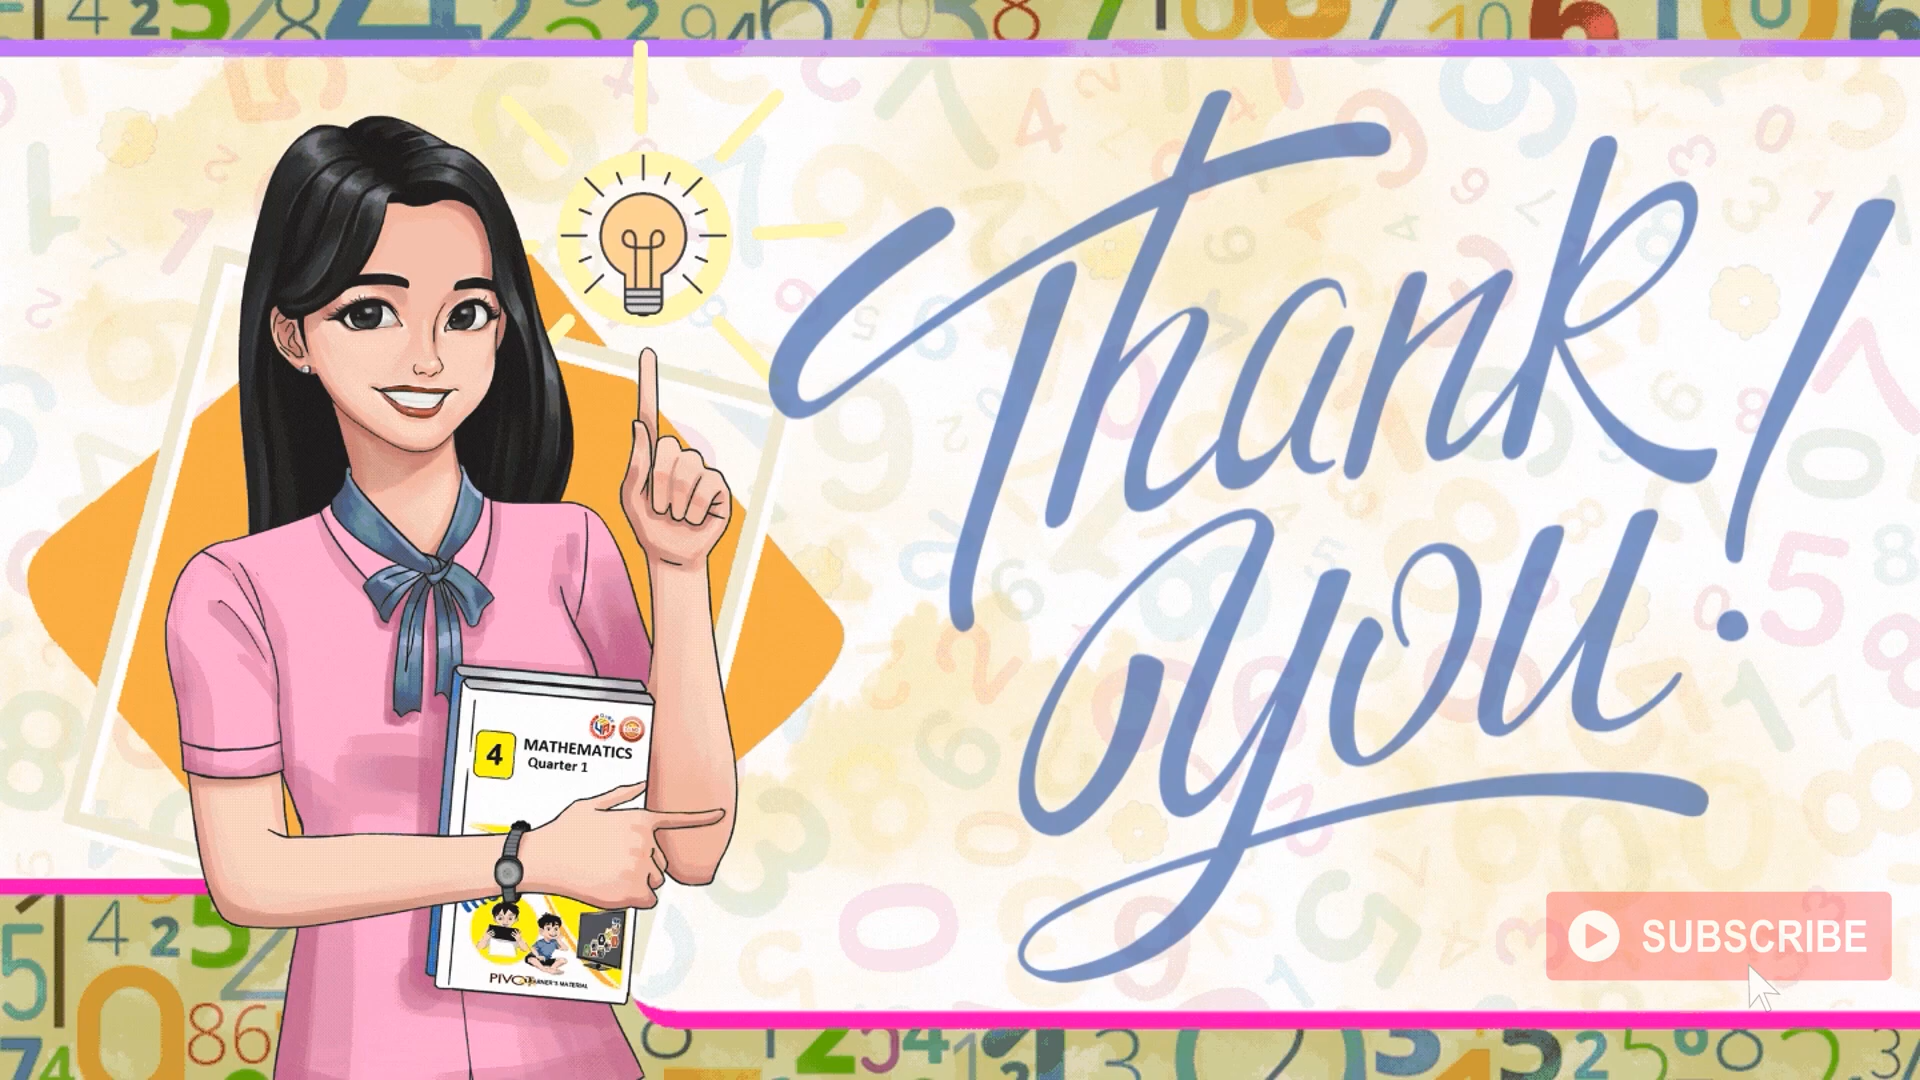 Thank
you!
4
MATHEMATICS
Quarter 1
PIVOT
LEARNER'S MATERIAL
SUBSCRIBE